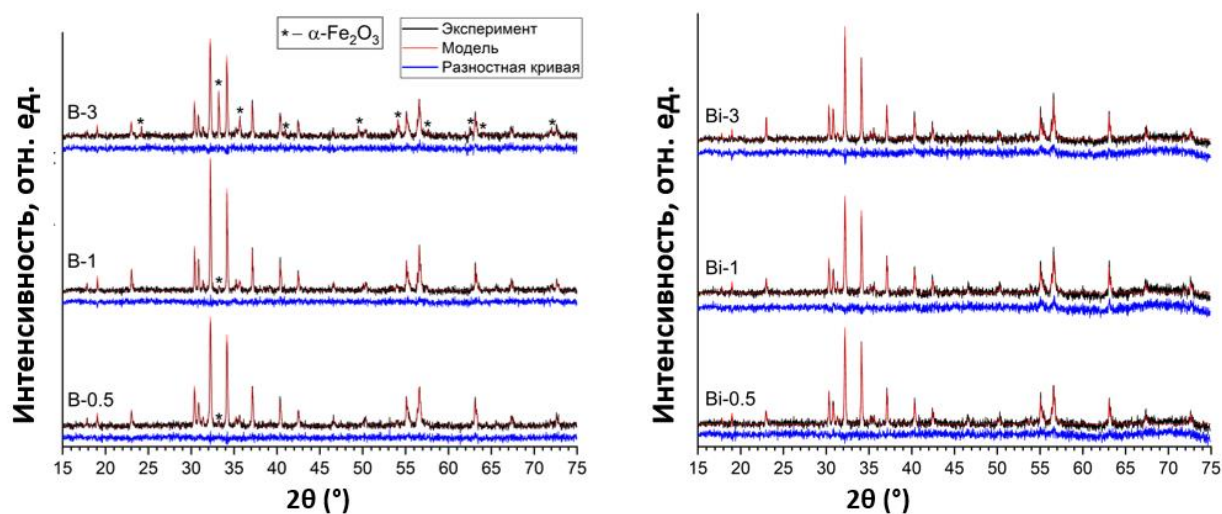 * – α-Fe₂O₃
Эксперимент
Модель
Разностная кривая
B-3
B-1
B-0.5
Интенсивность, отн. ед.
15 20 25 30 35 40 45 50 55 60 65 70 75
2θ (°)
Bi-3
Bi-1
Bi-0.5
Интенсивность, отн. ед.
15 20 25 30 35 40 45 50 55 60 65 70 75
2θ (°)